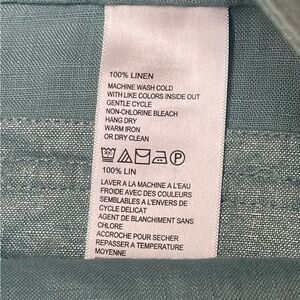 100% LINEN
MACHINE WASH COLD
WITH LIKE COLORS INSIDE OUT
GENTLE CYCLE
NON-CHLORINE BLEACH
HANG DRY
WARM IRON
OR DRY CLEAN
P
100% LIN
LAVER A LA MACHINE A L'EAU
FROIDE AVEC DES COULEURS
SEMBLABLES A L'ENVERS DE
CYCLE DELICAT
AGENT DE BLANCHIMENT SANS
CHLORE
ACCROCHE POUR SECHER
REPASSER A TEMPERATURE
MOYENNE